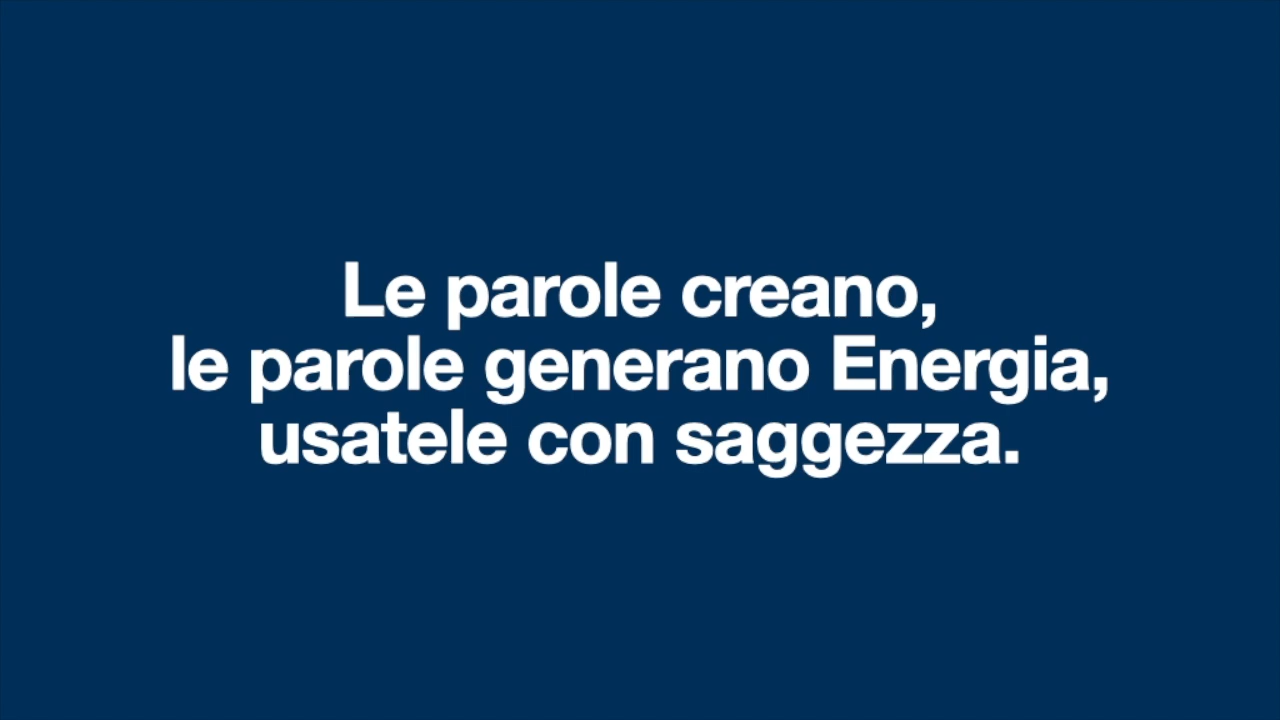 Le parole creano,
le parole generano Energia,
usatele con saggezza.